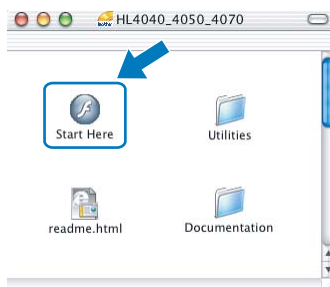 HL4040_4050_4070
Start Here
Utilities
readme.html
Documentation